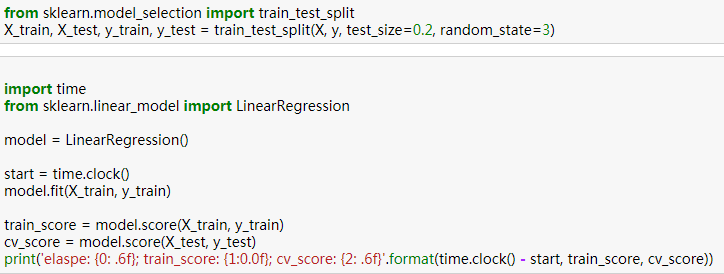 from sklearn.model_selection import train_test_split
X_train, X_test, y_train, y_test = train_test_split(X, y, test_size=0.2, random_state=3)
import time
from sklearn.linear_model import LinearRegression
model = LinearRegression()
start = time.clock()
model.fit(X_train, y_train)
train_score = model.score(X_train, y_train)
cv_score = model.score(X_test, y_test)
print('elaspe: {0: .6f}; train_score: {1:0.0f}; cv_score: {2: .6f}'.format(time.clock() - start, train_score, cv_score))